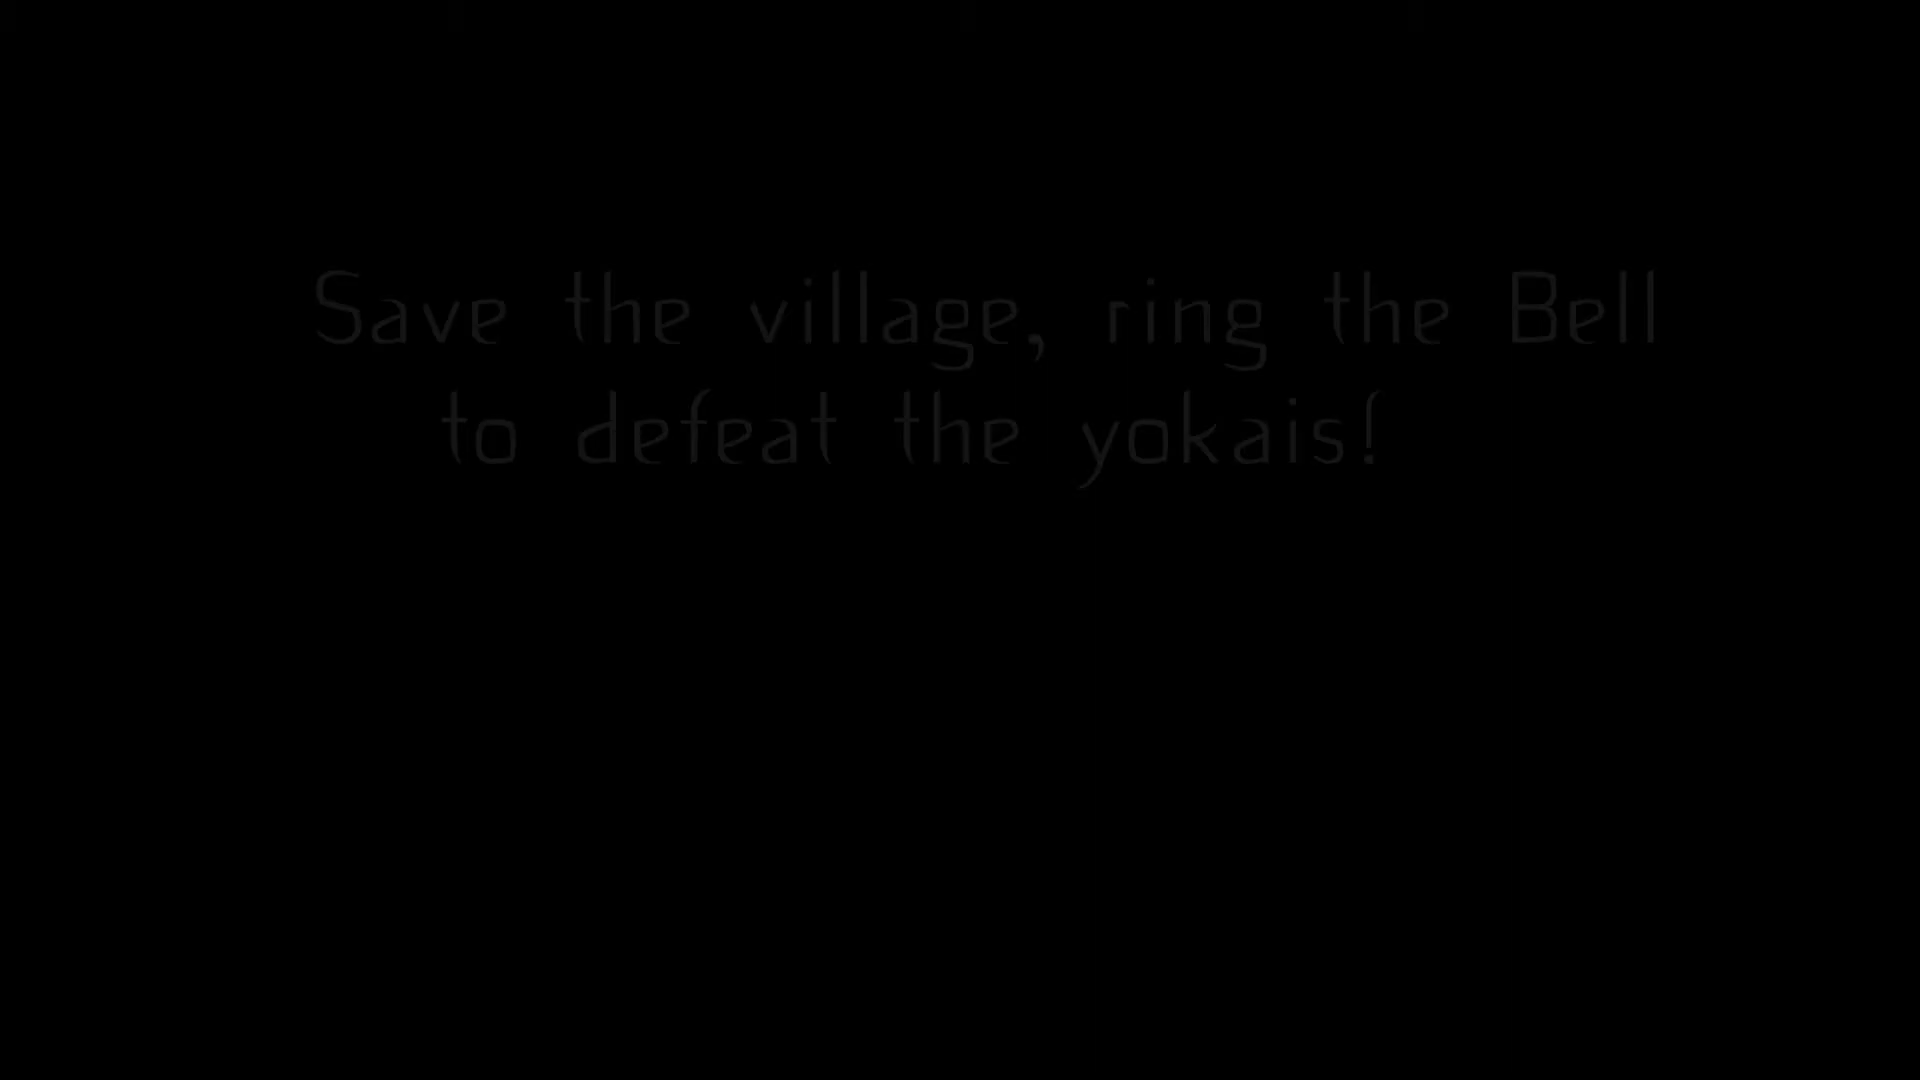 Save the village, ring the Bell
to defeat the yokais!